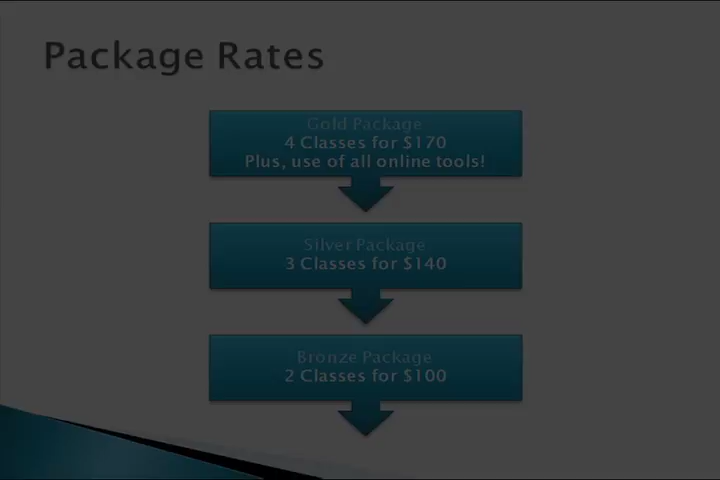 Package Rates
Gold Package
4 Classes for $170
Plus, use of all online tools!
Silver Package
3 Classes for $140
Bronze Package
2 Classes for $100